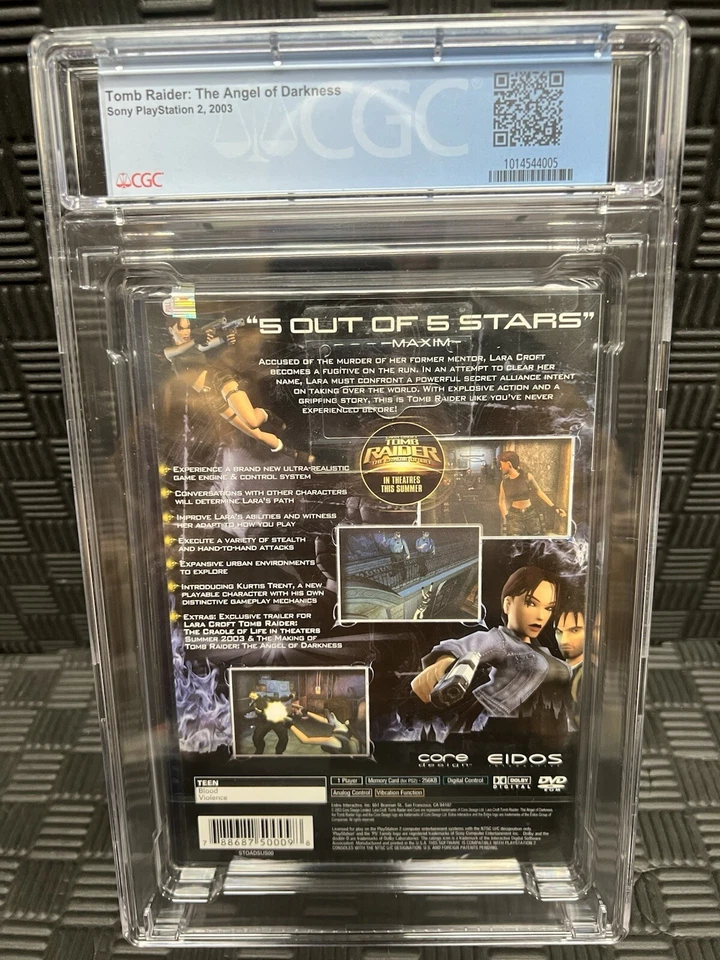 Tomb Raider: The Angel of Darkness
Sony PlayStation 2, 2003
CGC
CGC
1014544005
"5 OUT OF 5 STARS"
—MAXIM—
ACCUSED OF THE MURDER OF HER FORMER MENTOR, LARA CROFT
BECOMES A FUGITIVE ON THE RUN. IN AN ATTEMPT TO CLEAR HER
NAME, LARA MUST CONFRONT A POWERFUL SECRET ALLIANCE INTENT
ON TAKING OVER THE WORLD. WITH EXPLOSIVE ACTION AND A
GRIPPING STORY, THIS IS TOMB RAIDER LIKE YOU'VE NEVER
EXPERIENCED BEFORE!
TOMB
RAIDER
IN THEATRES
THIS SUMMER
EXPERIENCE A BRAND NEW ULTRA-REALISTIC
GAME ENGINE & CONTROL SYSTEM
CONVERSATIONS WITH OTHER CHARACTERS
WILL DETERMINE LARA'S PATH
IMPROVE LARA'S ABILITIES AND WITNESS
HER ADAPT TO HOW YOU PLAY
EXECUTE A VARIETY OF STEALTH
AND HAND-TO-HAND ATTACKS
EXPANSIVE URBAN ENVIRONMENTS
TO EXPLORE
INTRODUCING KURTIS TRENT, A NEW
PLAYABLE CHARACTER WITH HIS OWN
DISTINCTIVE GAMEPLAY MECHANICS
EXTRAS: EXCLUSIVE TRAILER FOR
LARA CROFT TOMB RAIDER:
THE CRADLE OF LIFE IN THEATERS
SUMMER 2003 & THE MAKING OF
TOMB RAIDER: THE ANGEL OF DARKNESS
core
design
EIDOS
TEEN
Blood
Violence
1 Player
Memory Card (for PS2) - 256KB
Digital Control
DOLBY
DIGITAL
DVD
ROM
Analog Control
Vibration Function
7 88687 50009 8
STOADSUS00